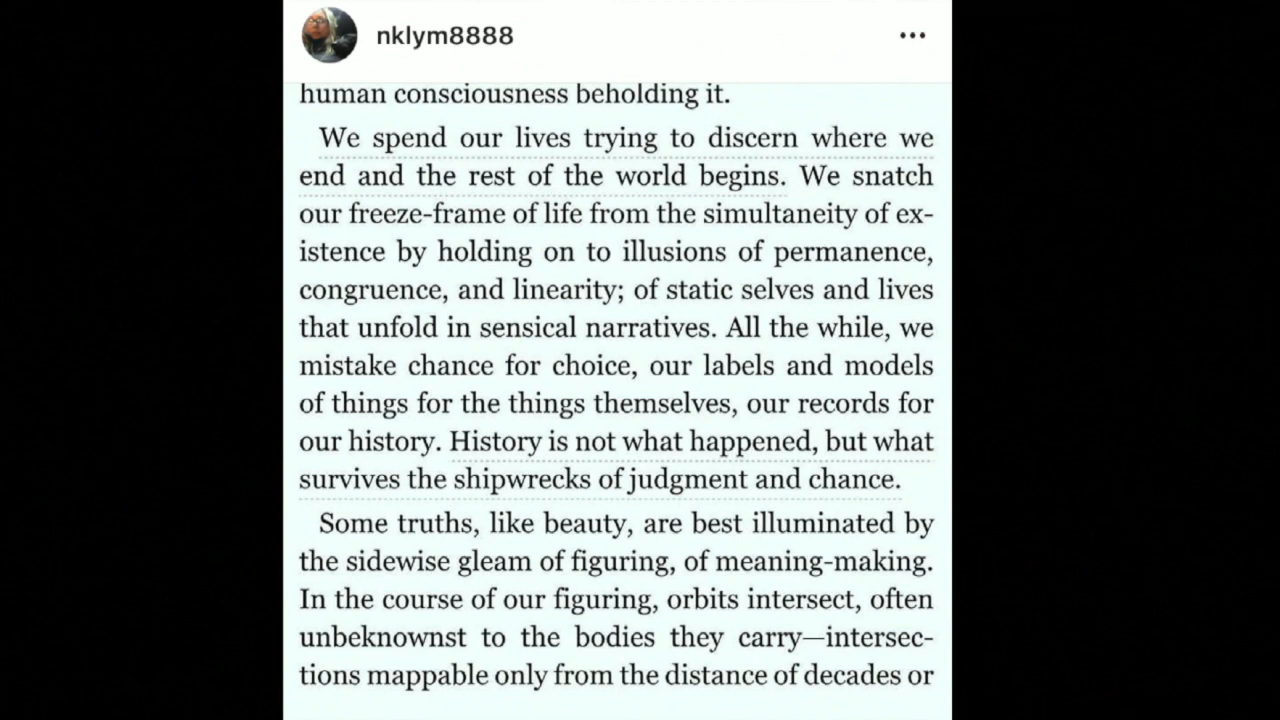 nklym8888
human consciousness beholding it.
We spend our lives trying to discern where we
end and the rest of the world begins. We snatch
our freeze-frame of life from the simultaneity of ex-
istence by holding on to illusions of permanence,
congruence, and linearity; of static selves and lives
that unfold in sensical narratives. All the while, we
mistake chance for choice, our labels and models
of things for the things themselves, our records for
our history. History is not what happened, but what
survives the shipwrecks of judgment and chance.
Some truths, like beauty, are best illuminated by
the sidewise gleam of figuring, of meaning-making.
In the course of our figuring, orbits intersect, often
unbeknownst to the bodies they carry—intersec-
tions mappable only from the distance of decades or